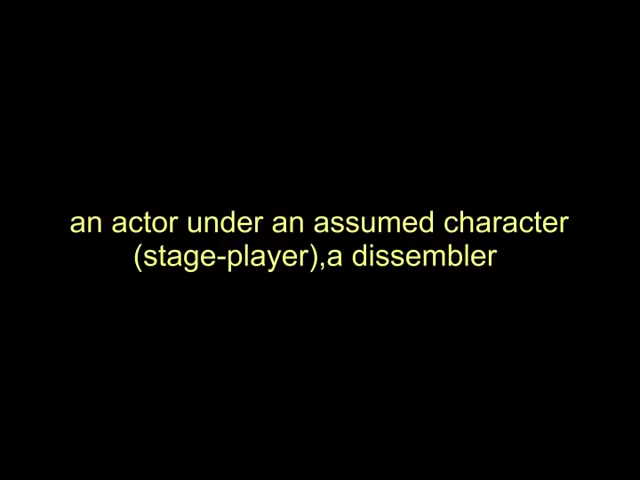 an actor under an assumed character
(stage-player),a dissembler